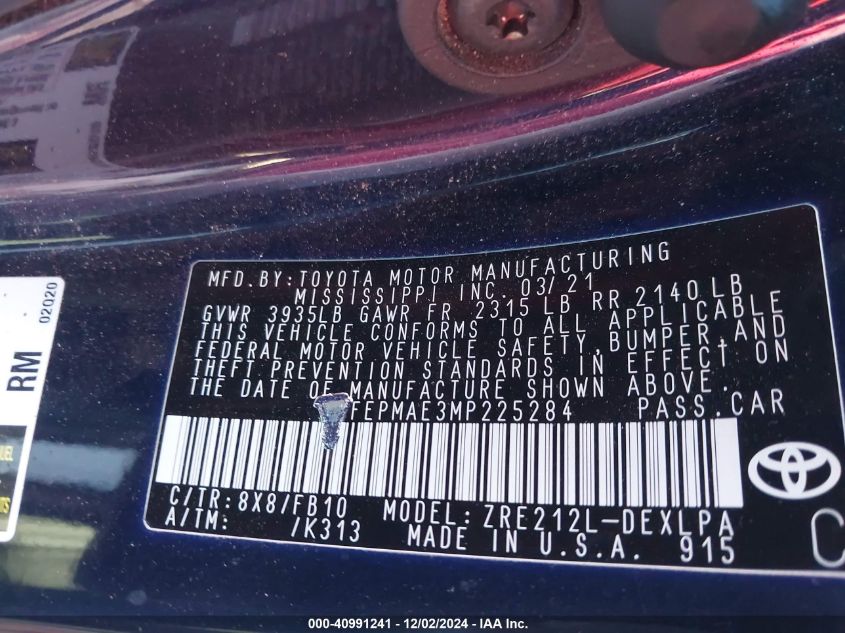 MFD. BY: TOYOTA MOTOR MANUFACTURING
MISSISSIPPI INC. 03/21
GVWR 3935LB GAWR FR 2315 LB RR 2140 LB
THIS VEHICLE CONFORMS TO ALL APPLICABLE
FEDERAL MOTOR VEHICLE SAFETY, BUMPER, AND
THEFT PREVENTION STANDARDS IN EFFECT ON
THE DATE OF MANUFACTURE SHOWN ABOVE.
FEPMAE3MP225284 PASS. CAR
C/TR: 8X8/FB10 MODEL: ZRE212L-DEXLPA
A/TM: /K313 MADE IN U.S.A. 915
C
02020
RM
000-40991241 - 12/02/2024 - IAA Inc.